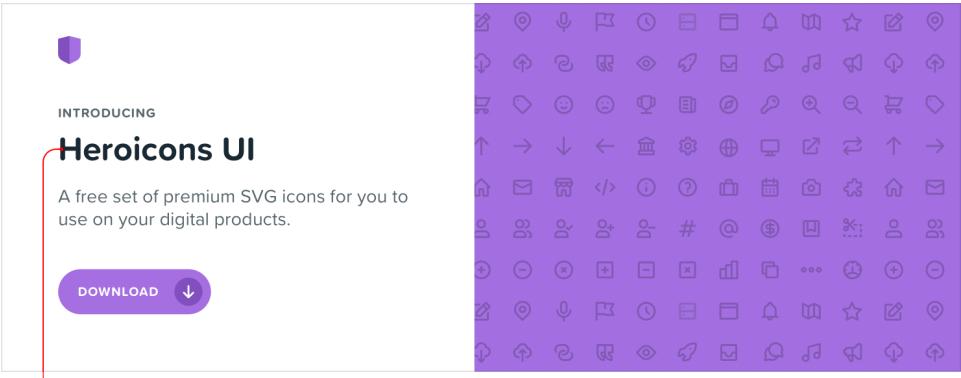 INTRODUCING
Heroicons UI
A free set of premium SVG icons for you to
use on your digital products.
DOWNLOAD